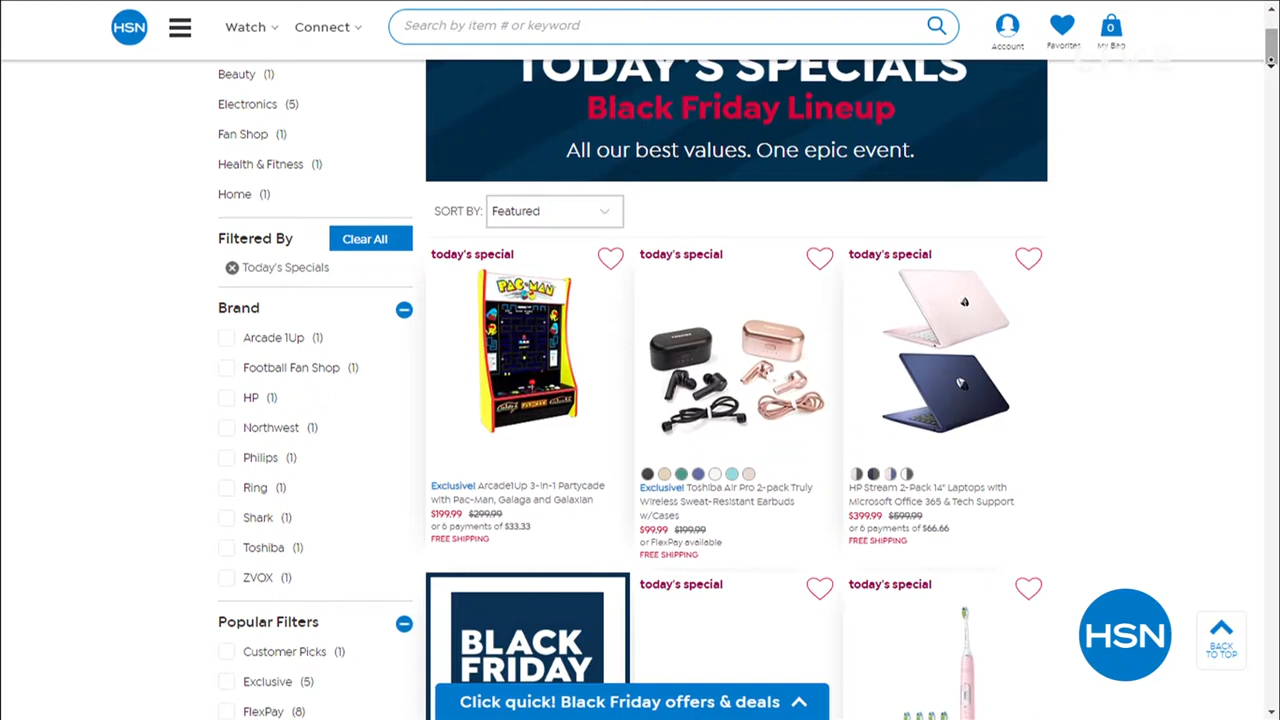 HSN
Watch
Connect
Search by item # or keyword
Account
Favorites
0
My Bag
LIVE
Beauty (1)
Electronics (5)
Fan Shop (1)
Health & Fitness (1)
Home (1)
TODAY'S SPECIALS
Black Friday Lineup
All our best values. One epic event.
SORT BY: Featured
Filtered By
Clear All
Today's Specials
Brand
Arcade 1Up (1)
Football Fan Shop (1)
HP (1)
Northwest (1)
Philips (1)
Ring (1)
Shark (1)
Toshiba (1)
ZVOX (1)
Popular Filters
Customer Picks (1)
Exclusive (5)
FlexPay (8)
today's special
PAC-MAN
Exclusive! Arcade1Up 3-in-1 Partycade
with Pac-Man, Galaga and Galaxian
$199.99 $299.99
or 6 payments of $33.33
FREE SHIPPING
today's special
Exclusive! Toshiba Air Pro 2-pack Truly
Wireless Sweat-Resistant Earbuds
w/Cases
$99.99 $199.99
or FlexPay available
FREE SHIPPING
today's special
HP Stream 2-Pack 14" Laptops with
Microsoft Office 365 & Tech Support
$399.99 $599.99
or 6 payments of $66.66
FREE SHIPPING
BLACK
FRIDAY
today's special
today's special
Click quick! Black Friday offers & deals
HSN
BACK
TO TOP